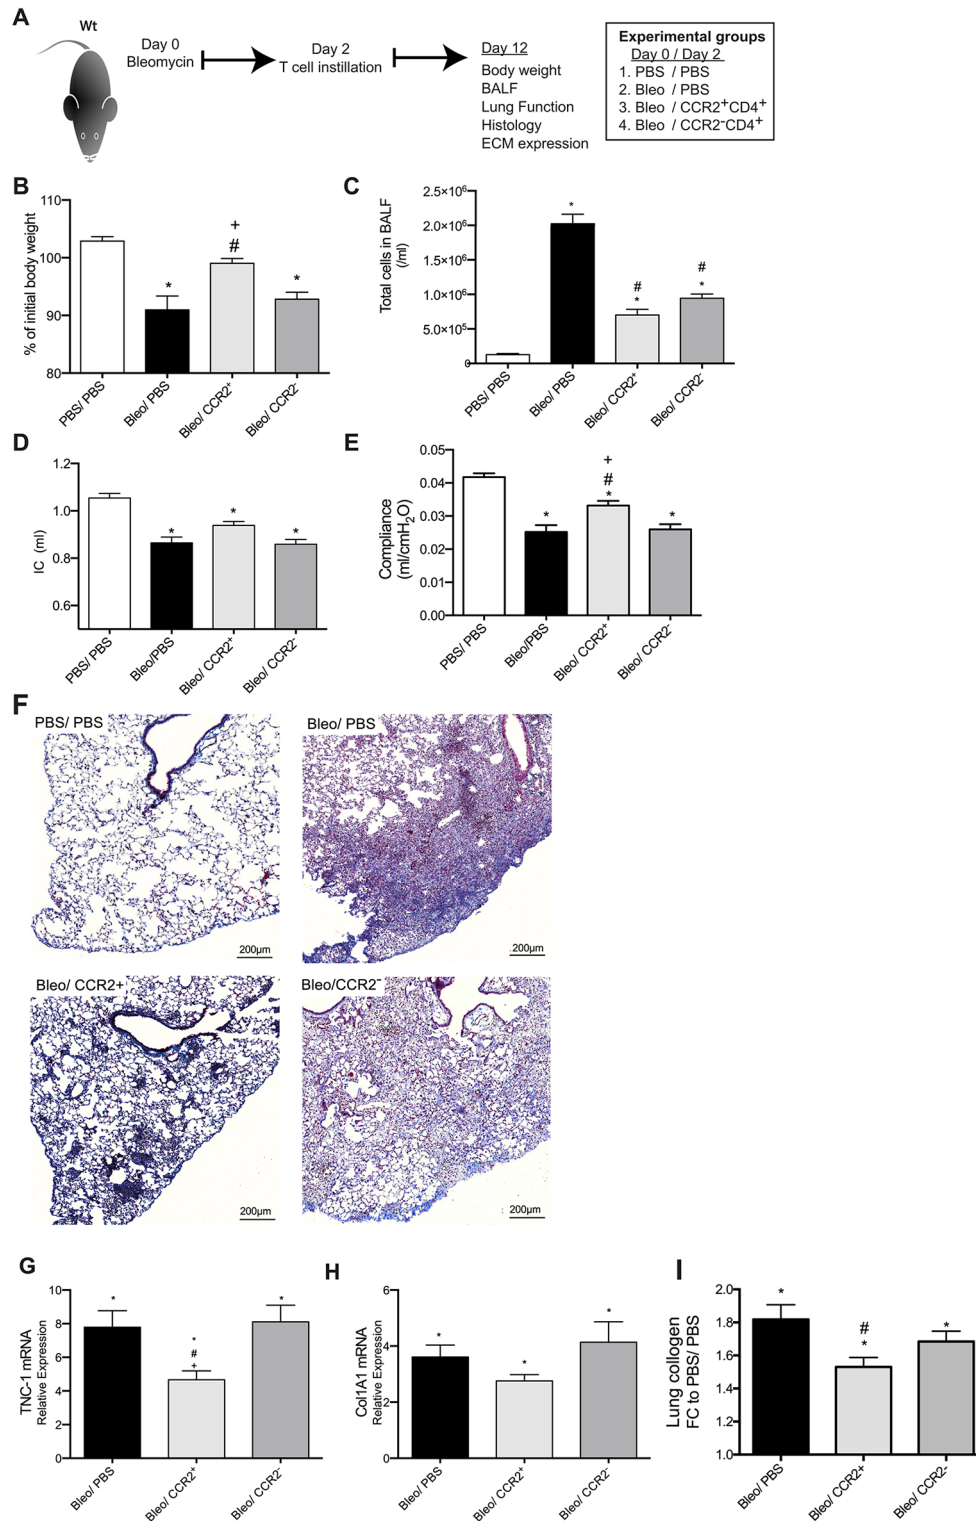 A
Wt
Day 0
Bleomycin
Day 2
T cell instillation
Day 12
Body weight
BALF
Lung Function
Histology
ECM expression
Experimental groups
Day 0 / Day 2
1. PBS / PBS
2. Bleo / PBS
3. Bleo / CCR2⁺CD4⁺
4. Bleo / CCR2⁻CD4⁺
B
% of initial body weight
110
100
90
80
*
+
#
*
PBS/ PBS
Bleo/ PBS
Bleo/ CCR2⁺
Bleo/ CCR2⁻
C
Total cells in BALF
(/ml)
2.5×10⁶
2.0×10⁶
1.5×10⁶
1.0×10⁶
5.0×10⁵
0
*
#
*
#
*
PBS/ PBS
Bleo/ PBS
Bleo/ CCR2⁺
Bleo/ CCR2⁻
D
IC (ml)
1.2
1.0
0.8
0.6
*
*
*
PBS/ PBS
Bleo/PBS
Bleo/ CCR2⁺
Bleo/ CCR2⁻
E
Compliance
(ml/cmH₂O)
0.05
0.04
0.03
0.02
0.01
0.00
*
+
#
*
*
PBS/ PBS
Bleo/PBS
Bleo/ CCR2⁺
Bleo/ CCR2⁻
F
PBS/ PBS
200µm
Bleo/ PBS
200µm
Bleo/ CCR2+
200µm
Bleo/CCR2⁻
200µm
G
TNC-1 mRNA
Relative Expression
10
8
6
4
2
0
*
*
#
+
*
Bleo/ PBS
Bleo/ CCR2⁺
Bleo/ CCR2⁻
H
Col1A1 mRNA
Relative Expression
6
4
2
0
*
*
*
Bleo/ PBS
Bleo/ CCR2⁺
Bleo/ CCR2⁻
I
Lung collagen
FC to PBS/ PBS
2.0
1.8
1.6
1.4
1.2
1.0
*
#
*
*
Bleo/ PBS
Bleo/ CCR2+
Bleo/ CCR2-